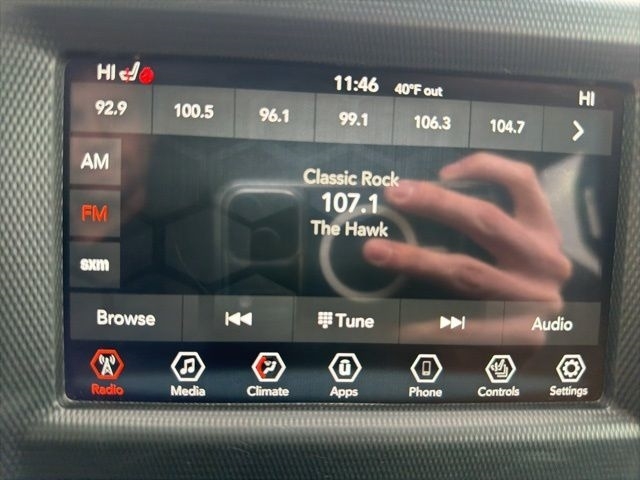 HI 11:46 40°F out HI
92.9 100.5 96.1 99.1 106.3 104.7
AM
FM
sxm
Classic Rock
107.1
The Hawk
Browse Tune Audio
Radio Media Climate Apps Phone Controls Settings